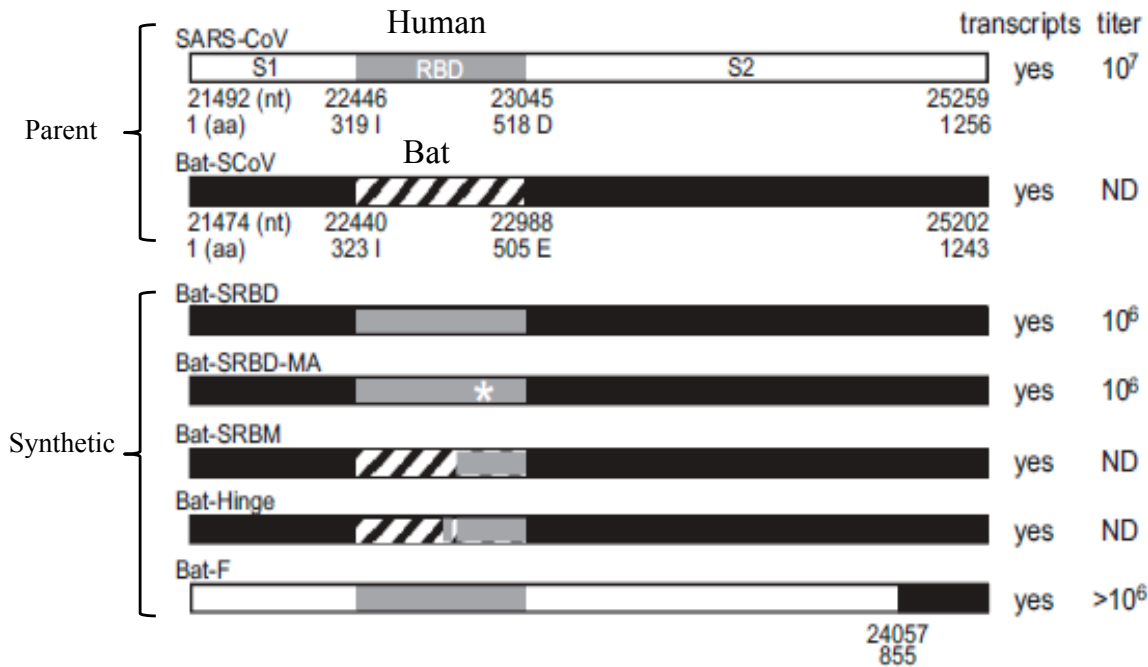 Human
transcripts titer
SARS-CoV
S1 RBD S2 yes 10⁷
21492 (nt) 22446 23045 25259
1 (aa) 319 I 518 D 1256
Parent
Bat
Bat-SCoV
yes ND
21474 (nt) 22440 22988 25202
1 (aa) 323 I 505 E 1243
Bat-SRBD
yes 10⁶
Bat-SRBD-MA
* yes 10⁶
Synthetic
Bat-SRBM
yes ND
Bat-Hinge
yes ND
Bat-F
yes >10⁶
24057
855